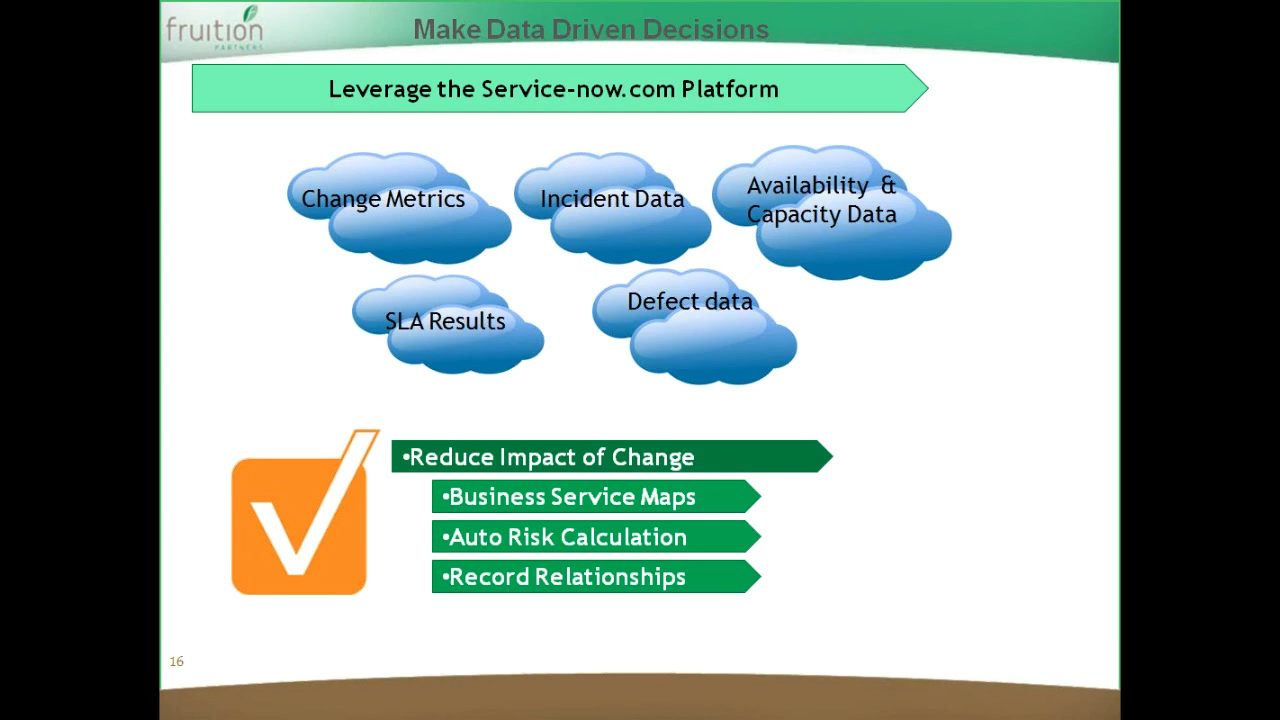 fruition
PARTNERS
Make Data Driven Decisions
Leverage the Service-now.com Platform
Change Metrics
Incident Data
Availability &
Capacity Data
SLA Results
Defect data
•Reduce Impact of Change
•Business Service Maps
•Auto Risk Calculation
•Record Relationships
16